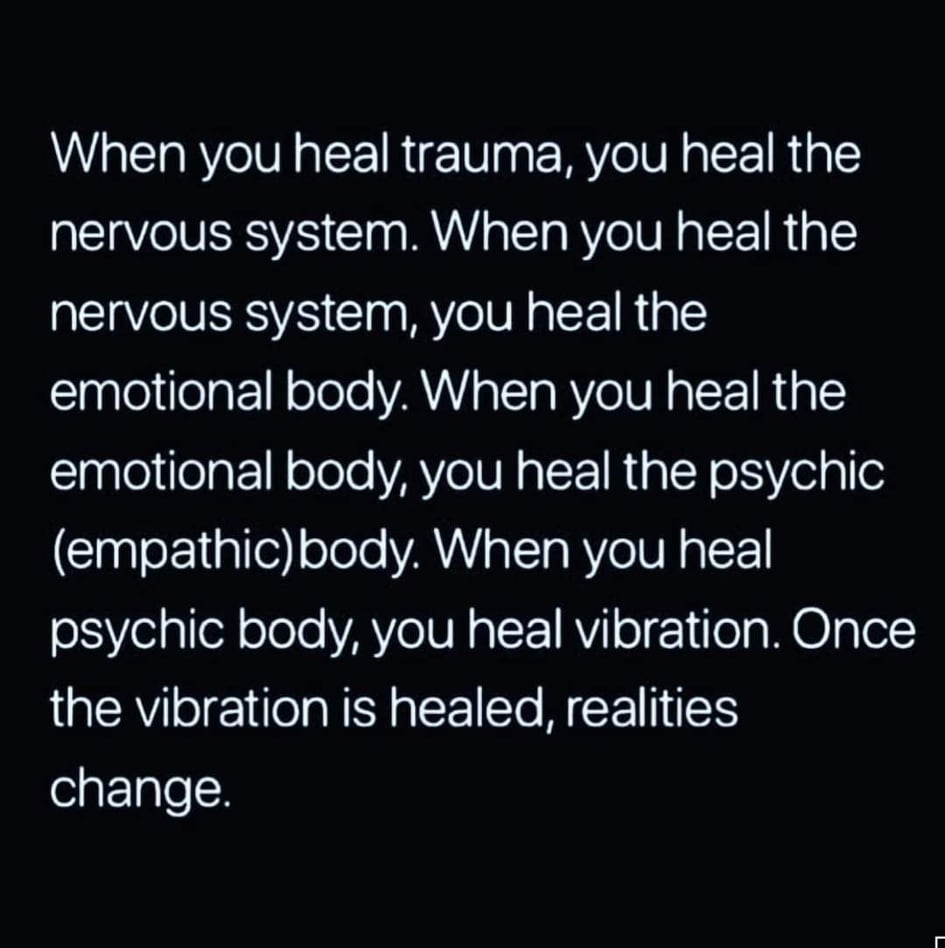 When you heal trauma, you heal the
nervous system. When you heal the
nervous system, you heal the
emotional body. When you heal the
emotional body, you heal the psychic
(empathic)body. When you heal
psychic body, you heal vibration. Once
the vibration is healed, realities
change.